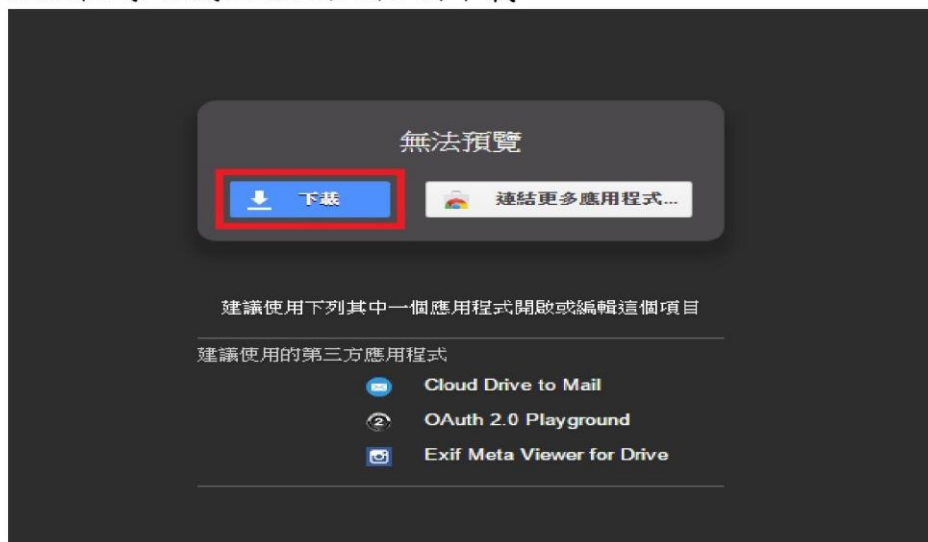 無法預覽
下載
連結更多應用程式...
建議使用下列其中一個應用程式開啟或編輯這個項目
建議使用的第三方應用程式
Cloud Drive to Mail
OAuth 2.0 Playground
Exif Meta Viewer for Drive